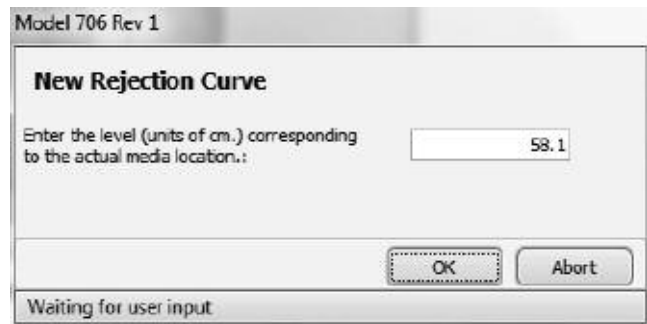 Model 706 Rev 1
New Rejection Curve
Enter the level (units of cm.) corresponding
to the actual media location.:
58.1
OK
Abort
Waiting for user input